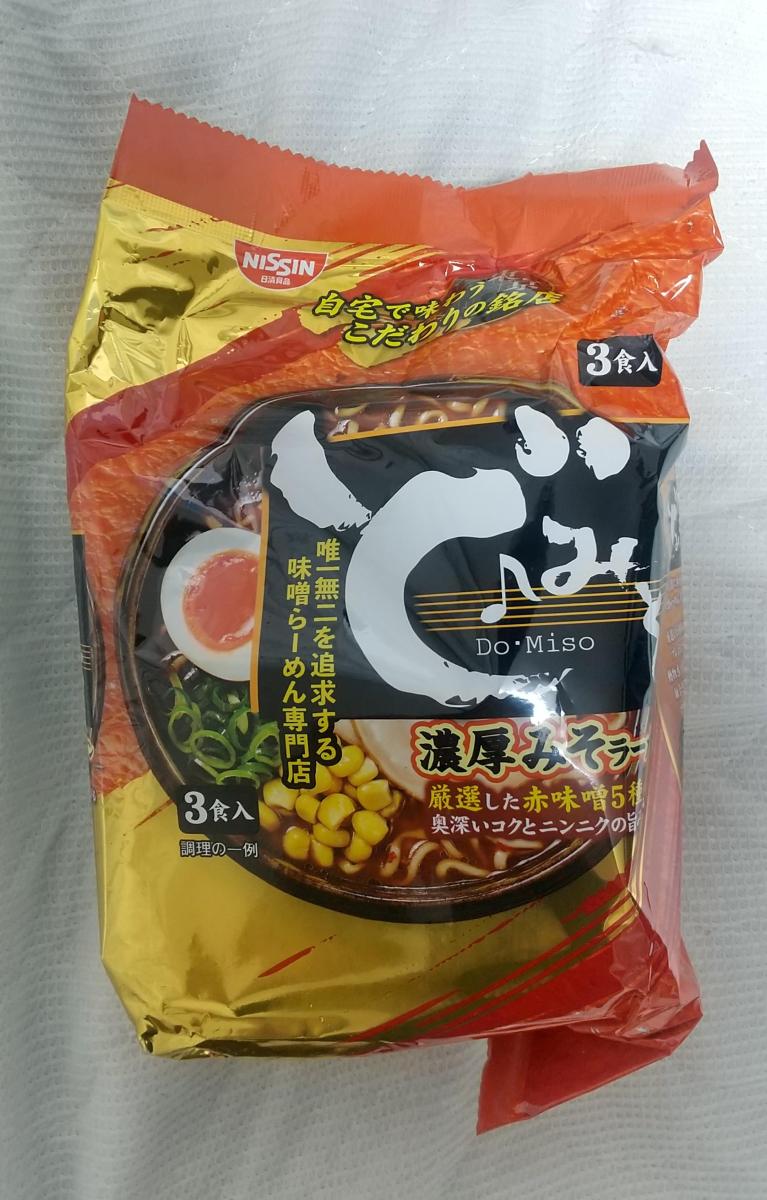 NISSIN
日清食品
自宅で味わう
こだわりの銘店
3食入
ど
みそ
Do・Miso
唯一無二を追求する
味噌らーめん専門店
濃厚みそラー
厳選した赤味噌5種
奥深いコクとニンニクの旨
3食入
調理の一例